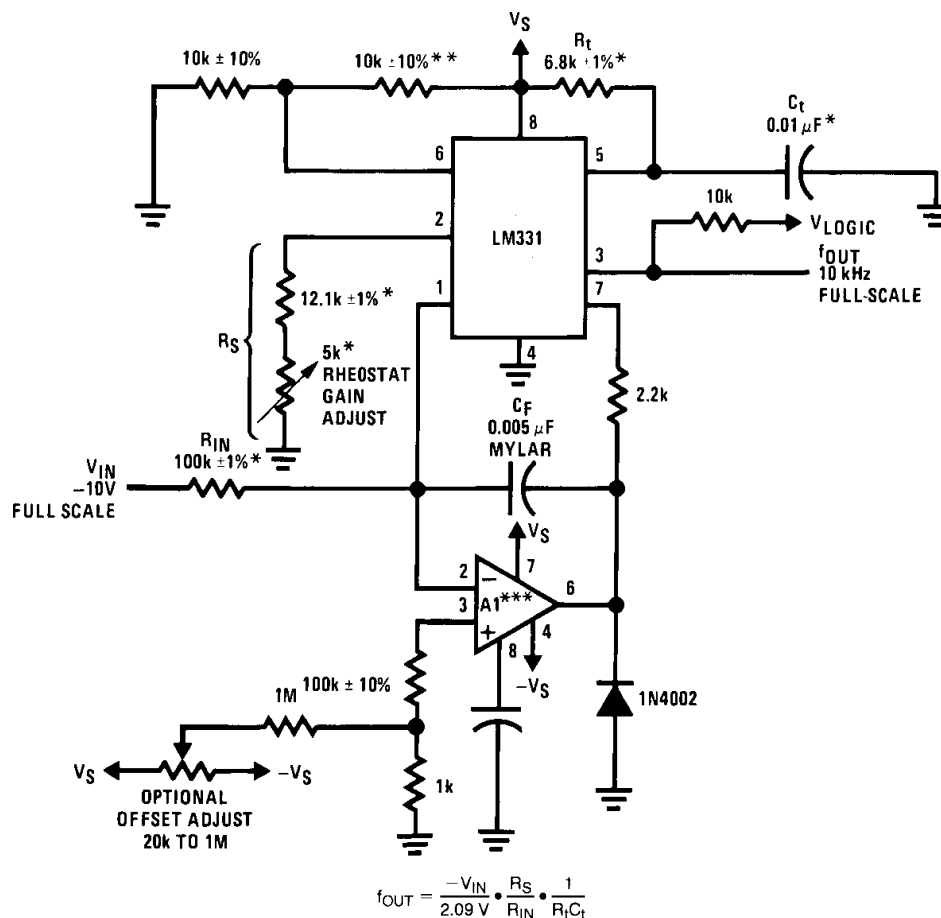 VS
10k ± 10%
10k ± 10% **
Rt
6.8k ± 1% *
8
Ct
0.01 µF *
6
5
10k
VLOGIC
2
LM331
3
fOUT
10 kHz
FULL-SCALE
1
7
12.1k ± 1% *
RS
4
5k *
RHEOSTAT
GAIN
ADJUST
2.2k
CF
0.005 µF
MYLAR
RIN
100k ± 1% *
VIN
–10V
FULL SCALE
VS
7
2
–
6
3
A1***
+
4
8
–VS
100k ± 10%
1N4002
1M
VS
–VS
1k
OPTIONAL
OFFSET ADJUST
20k TO 1M
fOUT = –VIN / 2.09 V • RS / RIN • 1 / RtCt